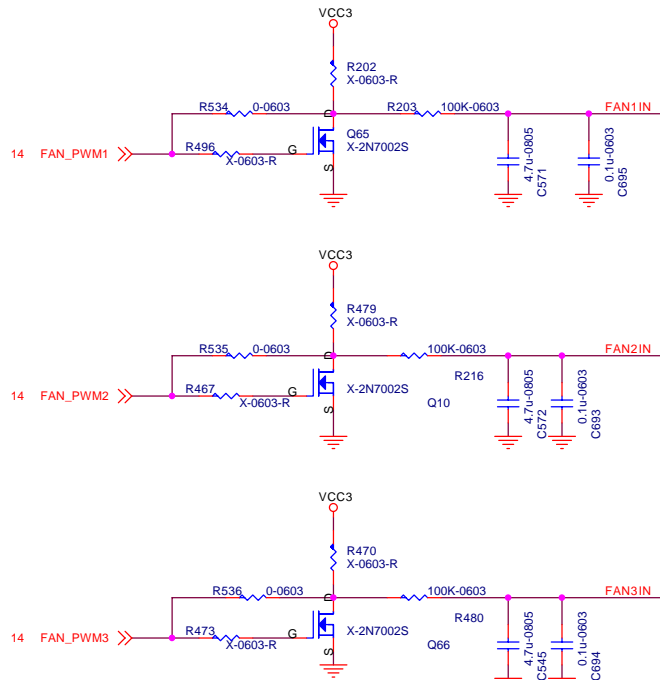 VCC3
R202
X-0603-R
R534 0-0603
D
R203 100K-0603
FAN1IN
Q65
X-2N7002S
14 FAN_PWM1
R496
X-0603-R
G
S
4.7u-0805
C571
0.1u-0603
C695
VCC3
R479
X-0603-R
R535 0-0603
D
100K-0603
FAN2IN
R216
14 FAN_PWM2
R467
X-0603-R
G
X-2N7002S
Q10
S
4.7u-0805
C572
0.1u-0603
C693
VCC3
R470
X-0603-R
R536 0-0603
D
100K-0603
FAN3IN
R480
14 FAN_PWM3
R473
X-0603-R
G
X-2N7002S
Q66
S
4.7u-0805
C545
0.1u-0603
C694